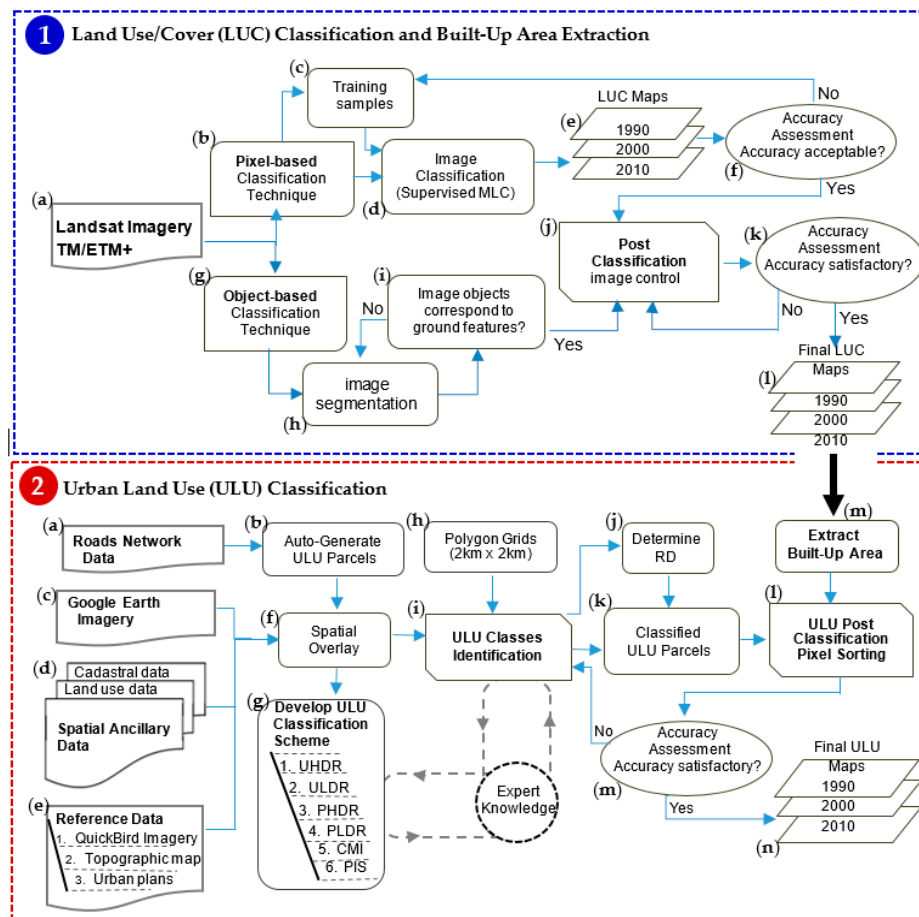 1 Land Use/Cover (LUC) Classification and Built-Up Area Extraction
(a)
Landsat Imagery
TM/ETM+
(b)
Pixel-based
Classification
Technique
(c)
Training
samples
(d)
Image
Classification
(Supervised MLC)
LUC Maps
(e)
1990
2000
2010
No
Accuracy
Assessment
Accuracy acceptable?
(f)
Yes
(g)
Object-based
Classification
Technique
(h)
image
segmentation
No
(i)
Image objects
correspond to
ground features?
Yes
(j)
Post
Classification
image control
(k)
Accuracy
Assessment
Accuracy satisfactory?
No
Yes
Final LUC
(l)
Maps
1990
2000
2010
2 Urban Land Use (ULU) Classification
(a)
Roads Network
Data
(b)
Auto-Generate
ULU Parcels
(c)
Google Earth
Imagery
(d)
Cadastral data
Land use data
Spatial Ancillary
Data
(e)
Reference Data
1. QuickBird Imagery
2. Topographic map
3. Urban plans
(f)
Spatial
Overlay
(g)
Develop ULU
Classification
Scheme
1. UHDR
2. ULDR
3. PHDR
4. PLDR
5. CMI
6. PIS
(h)
Polygon Grids
(2km x 2km)
(i)
ULU Classes
Identification
Expert
Knowledge
(j)
Determine
RD
(k)
Classified
ULU Parcels
(m)
Extract
Built-Up Area
(l)
ULU Post
Classification
Pixel Sorting
No
Accuracy
Assessment
Accuracy satisfactory?
(m)
Yes
Final ULU
Maps
1990
2000
2010
(n)